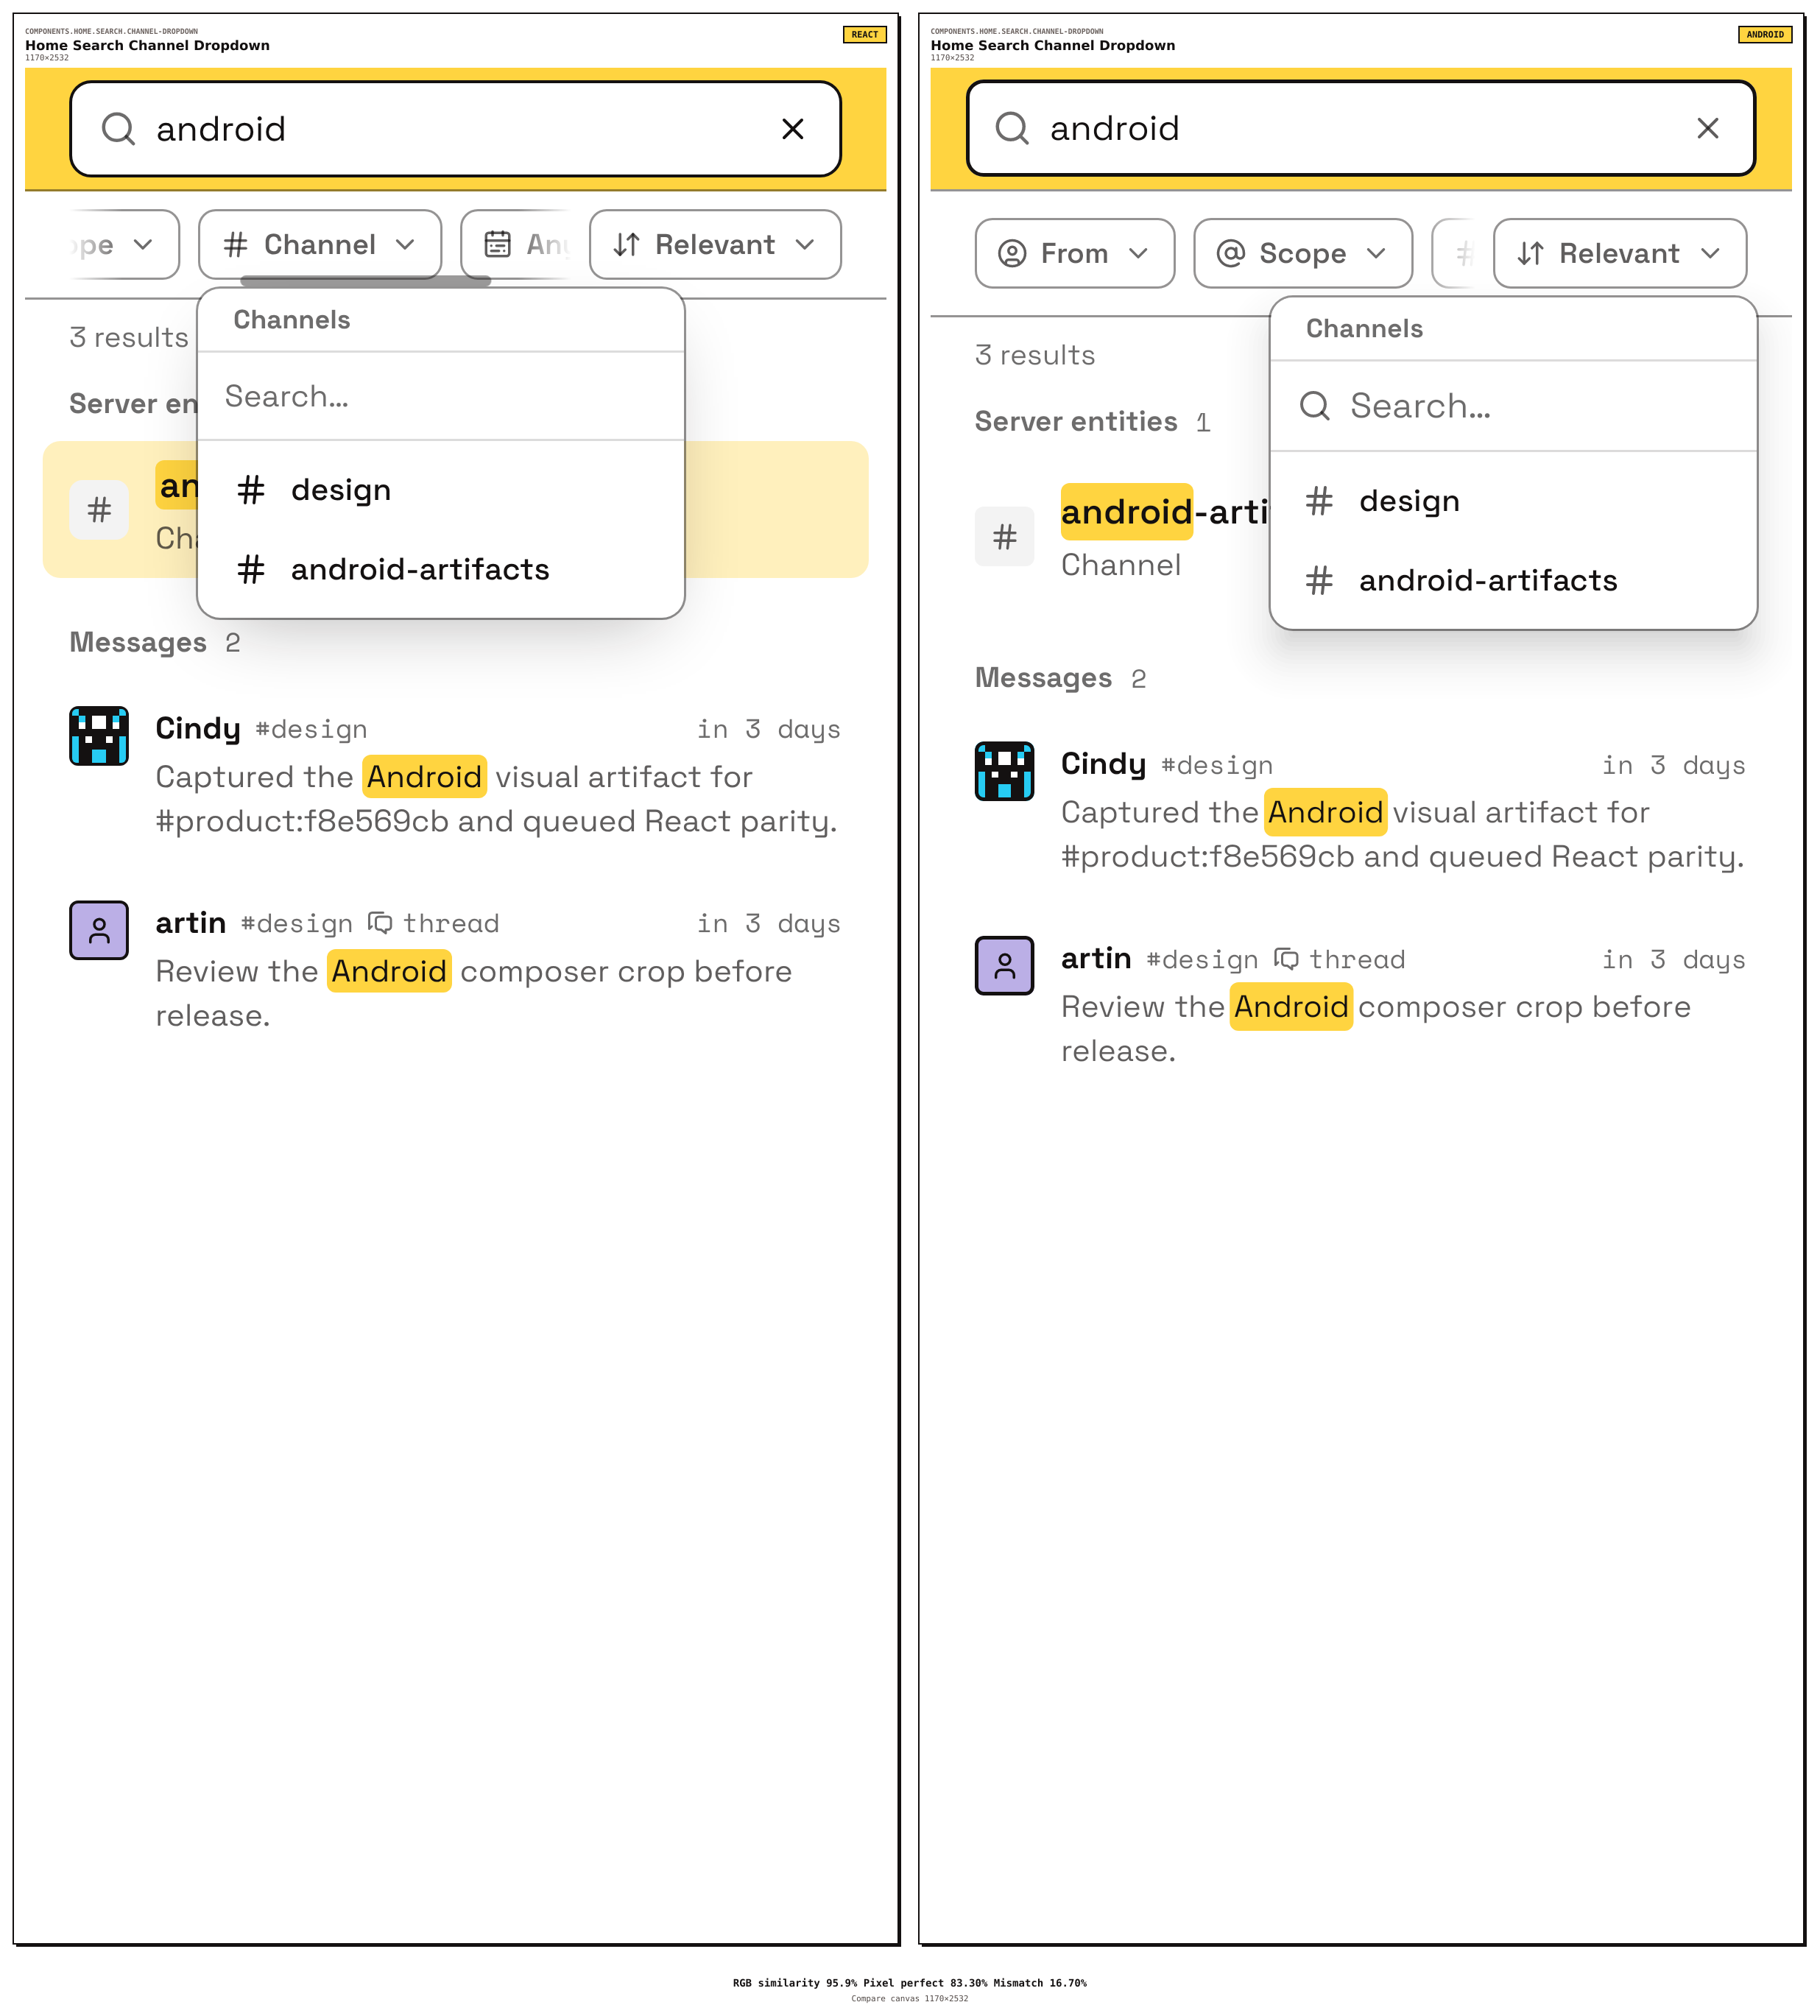 COMPONENTS.HOME.SEARCH.CHANNEL-DROPDOWN
Home Search Channel Dropdown
1170×2532
REACT
android
ope
# Channel
Any
Relevant
3 results
Channels
Server en
Search...
# an
Cha
# design
# android-artifacts
Messages 2
Cindy #design in 3 days
Captured the Android visual artifact for
#product:f8e569cb and queued React parity.
artin #design thread in 3 days
Review the Android composer crop before
release.
COMPONENTS.HOME.SEARCH.CHANNEL-DROPDOWN
Home Search Channel Dropdown
1170×2532
ANDROID
android
From
@ Scope
#
Relevant
3 results
Channels
Server entities 1
Search...
# android-arti
Channel
# design
# android-artifacts
Messages 2
Cindy #design in 3 days
Captured the Android visual artifact for
#product:f8e569cb and queued React parity.
artin #design thread in 3 days
Review the Android composer crop before
release.
RGB similarity 95.9% Pixel perfect 83.30% Mismatch 16.70%
Compare canvas 1170×2532